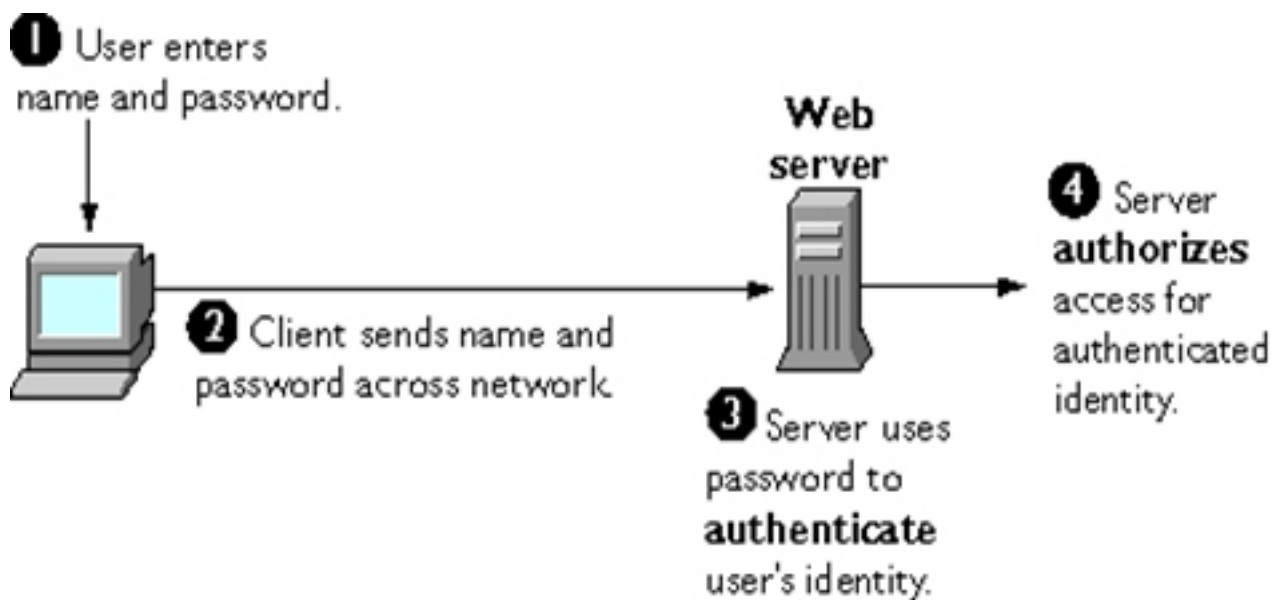 1 User enters
name and password.
Web
server
2 Client sends name and
password across network.
3 Server uses
password to
authenticate
user's identity.
4 Server
authorizes
access for
authenticated
identity.